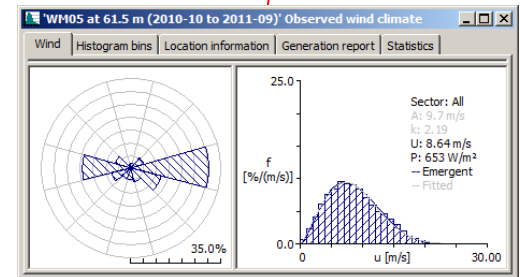 'WM05 at 61.5 m (2010-10 to 2011-09)' Observed wind climate
Wind Histogram bins Location information Generation report Statistics
35.0%
25.0
f
[%/(m/s)]
0.0
0 u [m/s] 30.00
Sector: All
A: 9.7 m/s
k: 2.19
U: 8.64 m/s
P: 653 W/m²
-- Emergent
-- Fitted